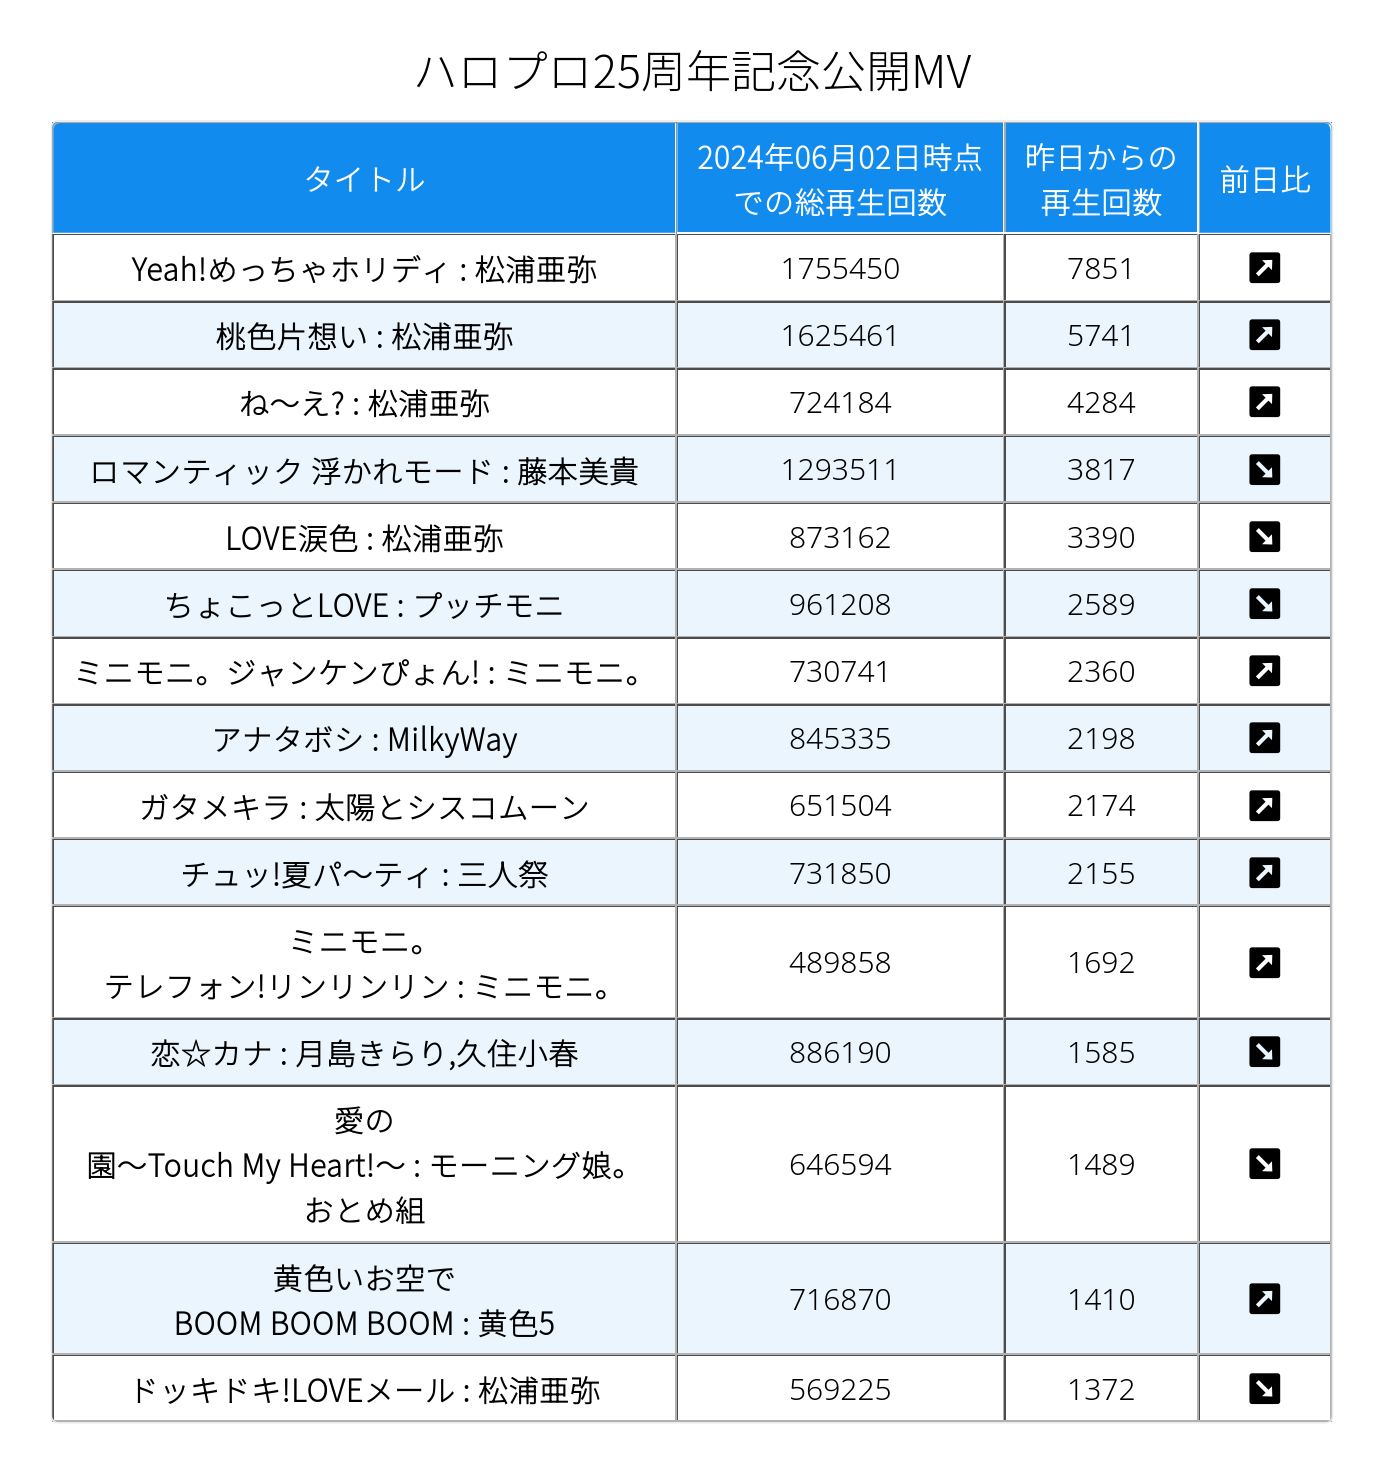 ハロプロ25周年記念公開MV
タイトル
2024年06月02日時点
での総再生回数
昨日からの
再生回数
前日比
Yeah!めっちゃホリディ : 松浦亜弥 1755450 7851
桃色片想い : 松浦亜弥 1625461 5741
ね～え? : 松浦亜弥 724184 4284
ロマンティック 浮かれモード : 藤本美貴 1293511 3817
LOVE涙色 : 松浦亜弥 873162 3390
ちょこっとLOVE : プッチモニ 961208 2589
ミニモニ。ジャンケンぴょん! : ミニモニ。 730741 2360
アナタボシ : MilkyWay 845335 2198
ガタメキラ : 太陽とシスコムーン 651504 2174
チュッ!夏パ～ティ : 三人祭 731850 2155
ミニモニ。
テレフォン!リンリンリン : ミニモニ。 489858 1692
恋☆カナ : 月島きらり,久住小春 886190 1585
愛の
園～Touch My Heart!～ : モーニング娘。 646594 1489
おとめ組
黄色いお空で
BOOM BOOM BOOM : 黄色5 716870 1410
ドッキドキ!LOVEメール : 松浦亜弥 569225 1372